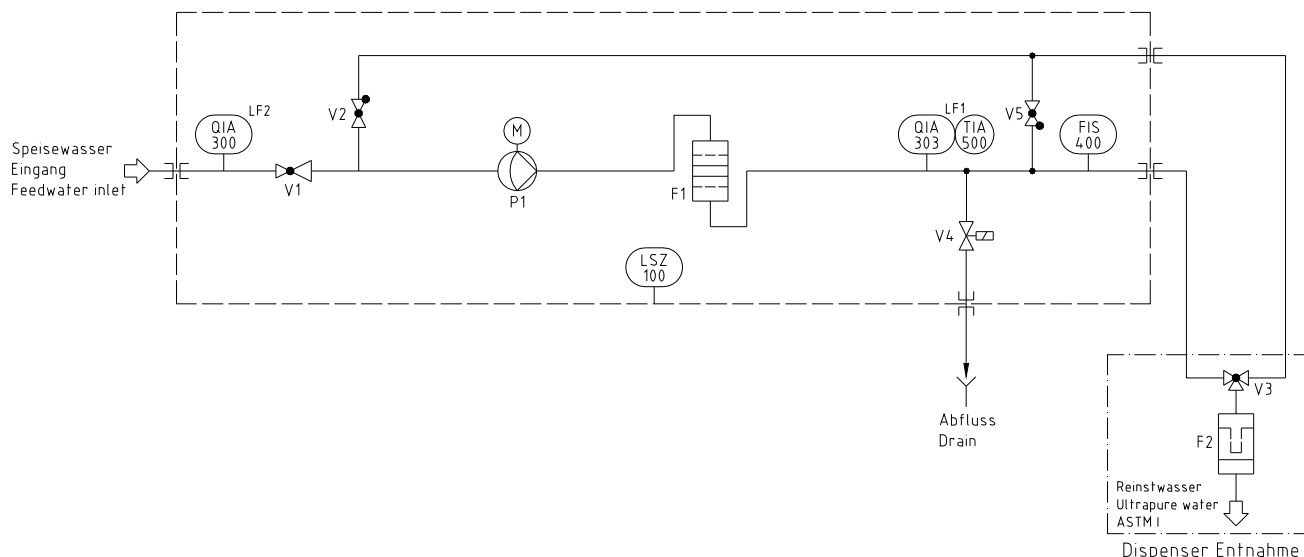 LF2
QIA
300
V2
Speisewasser
Eingang
Feedwater inlet
V1
M
P1
F1
LF1
QIA
303
TIA
500
V5
FIS
400
V4
LSZ
100
Abfluss
Drain
V3
F2
Reinstwasser
Ultrapure water
ASTM I
Dispenser Entnahme